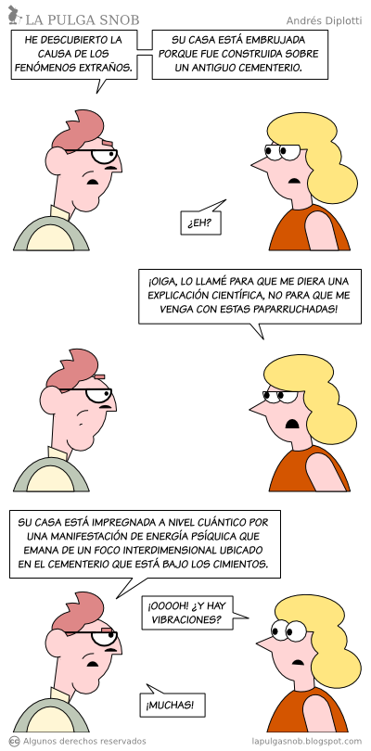 LA PULGA SNOB
Andrés Diplotti
HE DESCUBIERTO LA
CAUSA DE LOS
FENÓMENOS EXTRAÑOS.
SU CASA ESTÁ EMBRUJADA
PORQUE FUE CONSTRUIDA SOBRE
UN ANTIGUO CEMENTERIO.
¿EH?
¡OIGA, LO LLAMÉ PARA QUE ME DIERA UNA
EXPLICACIÓN CIENTÍFICA, NO PARA QUE ME
VENGA CON ESTAS PAPARRUCHADAS!
SU CASA ESTÁ IMPREGNADA A NIVEL CUÁNTICO POR
UNA MANIFESTACIÓN DE ENERGÍA PSÍQUICA QUE
EMANA DE UN FOCO INTERDIMENSIONAL UBICADO
EN EL CEMENTERIO QUE ESTÁ BAJO LOS CIMIENTOS.
¡OOOOH! ¿Y HAY
VIBRACIONES?
¡MUCHAS!
cc Algunos derechos reservados
lapulgasnob.blogspot.com